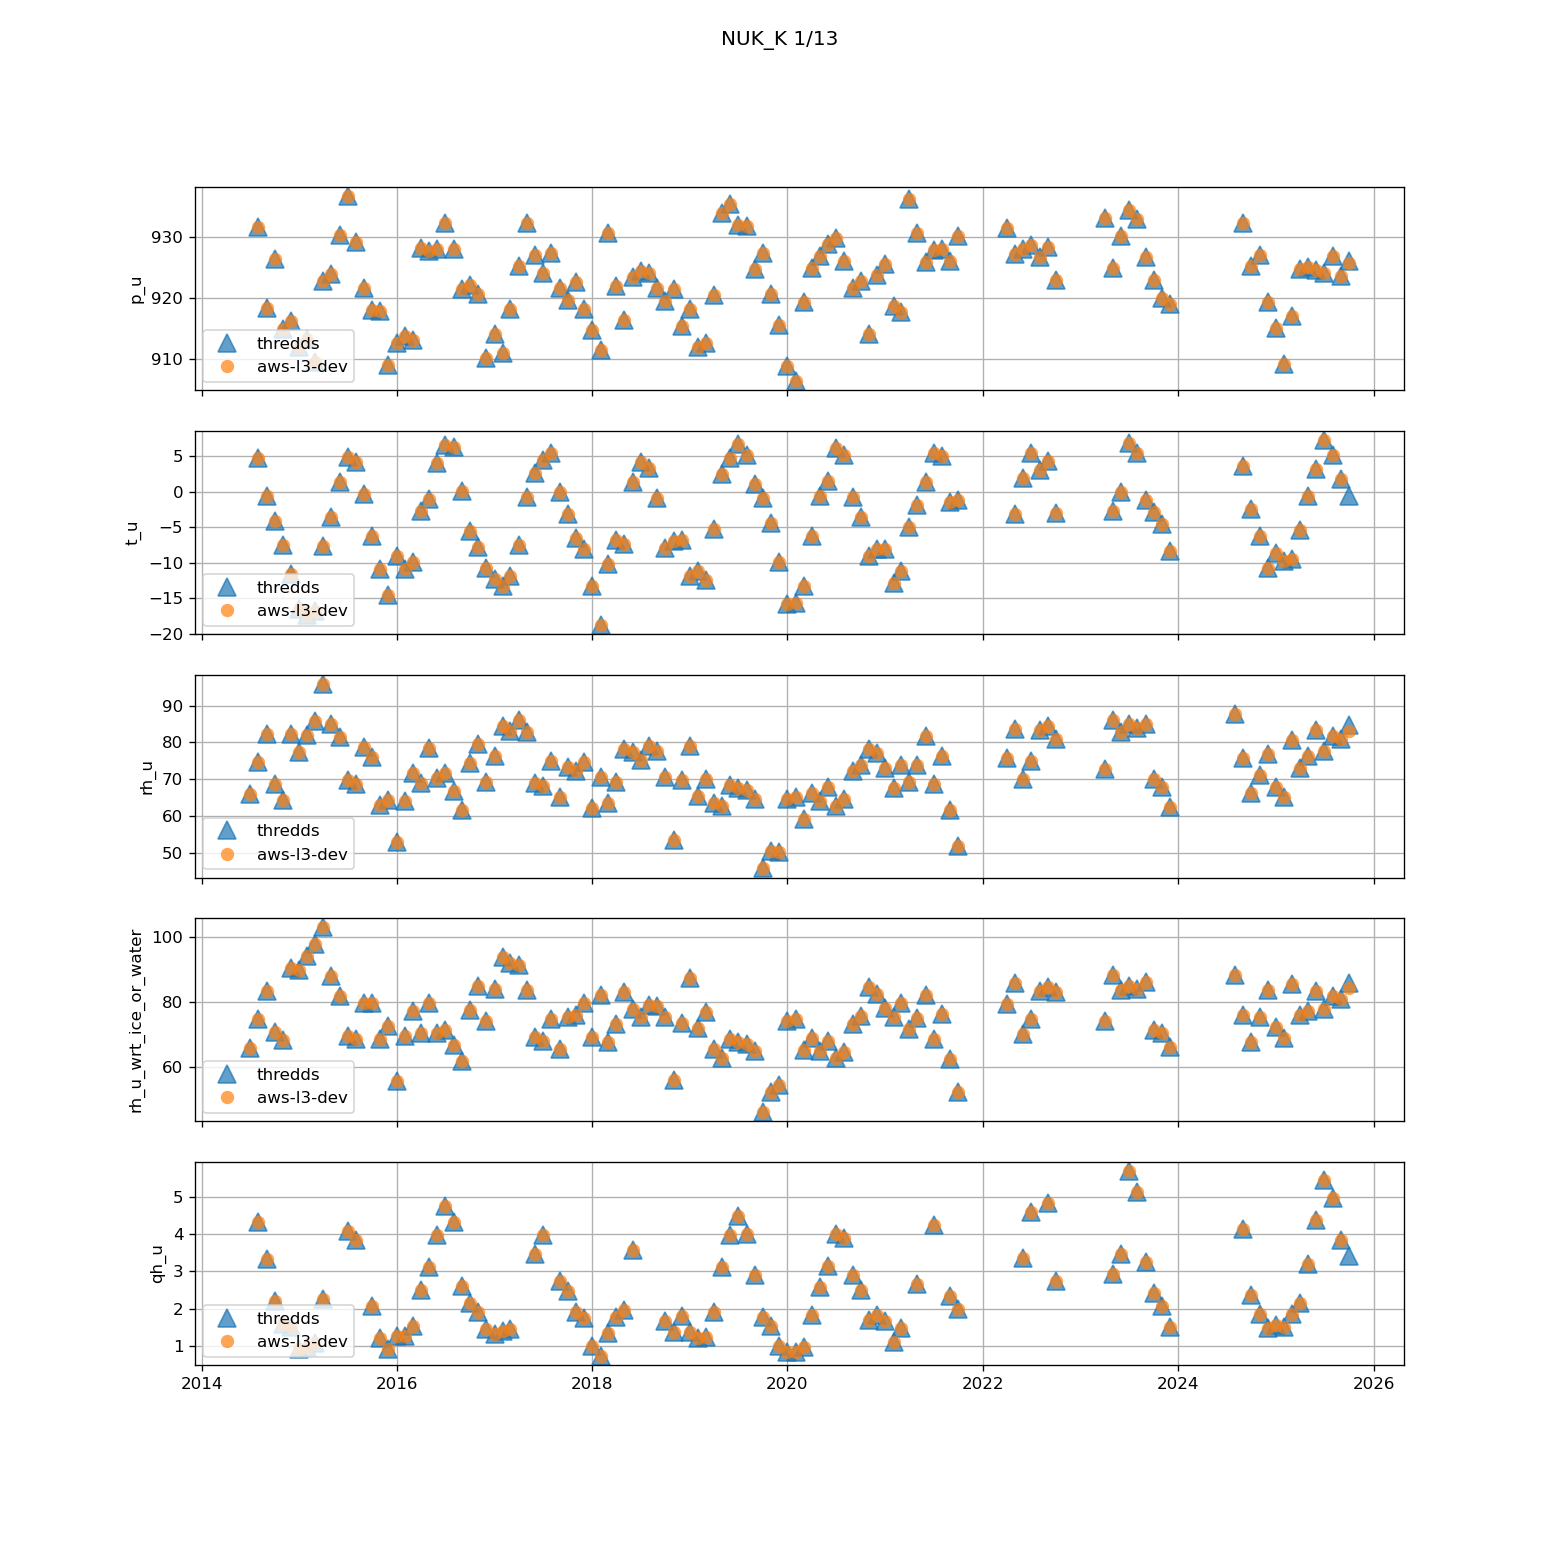 NUK_K 1/13
930
920
910
p_u
thredds
aws-l3-dev
5
0
−5
−10
−15
−20
t_u
thredds
aws-l3-dev
90
80
70
60
50
rh_u
thredds
aws-l3-dev
100
80
60
rh_u_wrt_ice_or_water
thredds
aws-l3-dev
5
4
3
2
1
qh_u
thredds
aws-l3-dev
2014 2016 2018 2020 2022 2024 2026